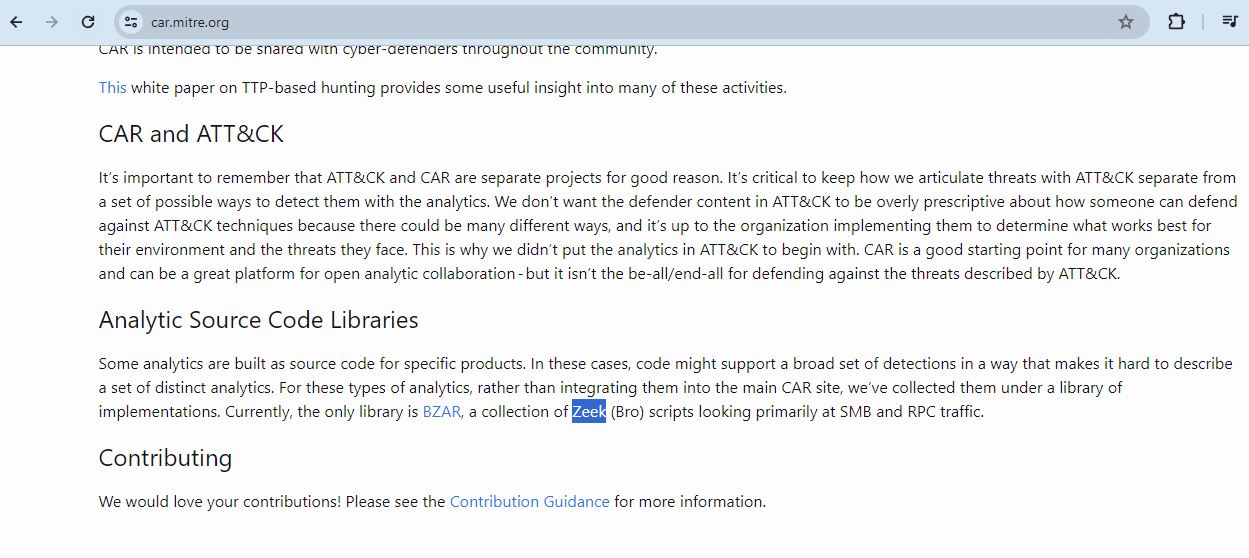 car.mitre.org
CAR is intended to be shared with cyber-defenders throughout the community.
This white paper on TTP-based hunting provides some useful insight into many of these activities.
CAR and ATT&CK
It's important to remember that ATT&CK and CAR are separate projects for good reason. It's critical to keep how we articulate threats with ATT&CK separate from
a set of possible ways to detect them with the analytics. We don't want the defender content in ATT&CK to be overly prescriptive about how someone can defend
against ATT&CK techniques because there could be many different ways, and it's up to the organization implementing them to determine what works best for
their environment and the threats they face. This is why we didn't put the analytics in ATT&CK to begin with. CAR is a good starting point for many organizations
and can be a great platform for open analytic collaboration - but it isn't the be-all/end-all for defending against the threats described by ATT&CK.
Analytic Source Code Libraries
Some analytics are built as source code for specific products. In these cases, code might support a broad set of detections in a way that makes it hard to describe
a set of distinct analytics. For these types of analytics, rather than integrating them into the main CAR site, we've collected them under a library of
implementations. Currently, the only library is BZAR, a collection of Zeek (Bro) scripts looking primarily at SMB and RPC traffic.
Contributing
We would love your contributions! Please see the Contribution Guidance for more information.